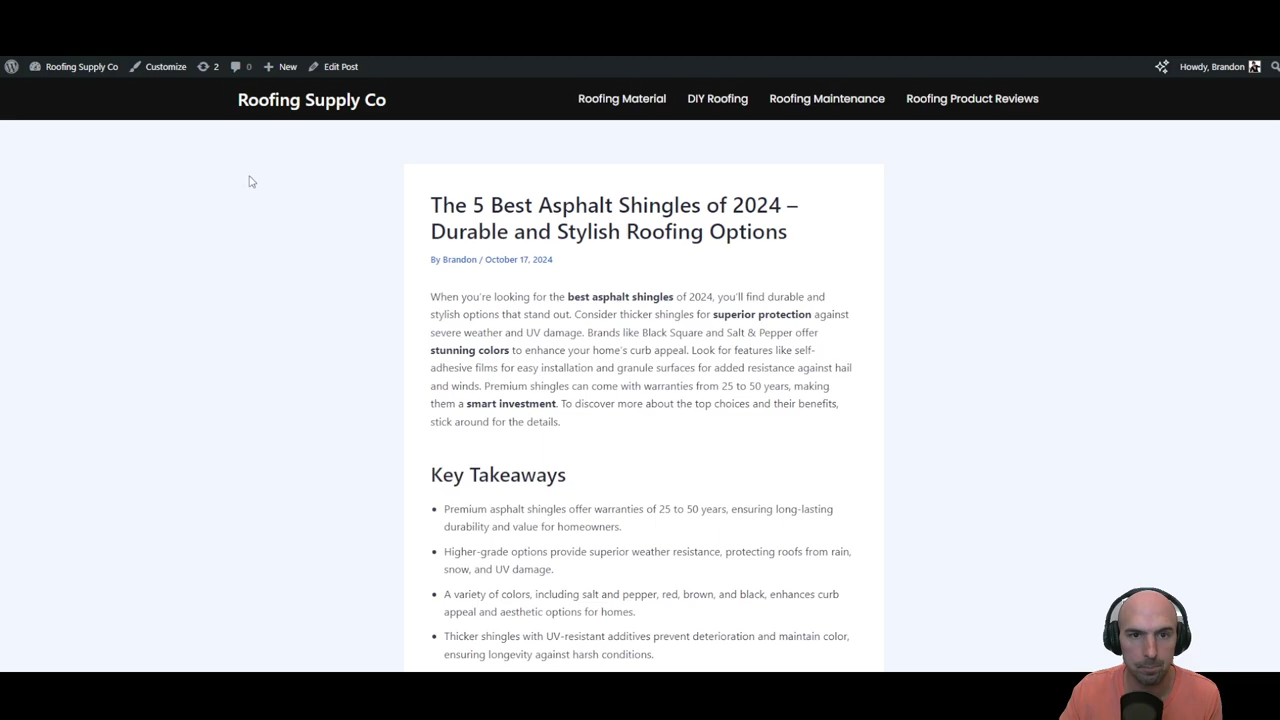 Roofing Supply Co Customize 2 0 New Edit Post Howdy, Brandon
Roofing Supply Co Roofing Material DIY Roofing Roofing Maintenance Roofing Product Reviews
The 5 Best Asphalt Shingles of 2024 –
Durable and Stylish Roofing Options
By Brandon / October 17, 2024
When you're looking for the best asphalt shingles of 2024, you'll find durable and
stylish options that stand out. Consider thicker shingles for superior protection against
severe weather and UV damage. Brands like Black Square and Salt & Pepper offer
stunning colors to enhance your home's curb appeal. Look for features like self-
adhesive films for easy installation and granule surfaces for added resistance against hail
and winds. Premium shingles can come with warranties from 25 to 50 years, making
them a smart investment. To discover more about the top choices and their benefits,
stick around for the details.
Key Takeaways
• Premium asphalt shingles offer warranties of 25 to 50 years, ensuring long-lasting
durability and value for homeowners.
• Higher-grade options provide superior weather resistance, protecting roofs from rain,
snow, and UV damage.
• A variety of colors, including salt and pepper, red, brown, and black, enhances curb
appeal and aesthetic options for homes.
• Thicker shingles with UV-resistant additives prevent deterioration and maintain color,
ensuring longevity against harsh conditions.